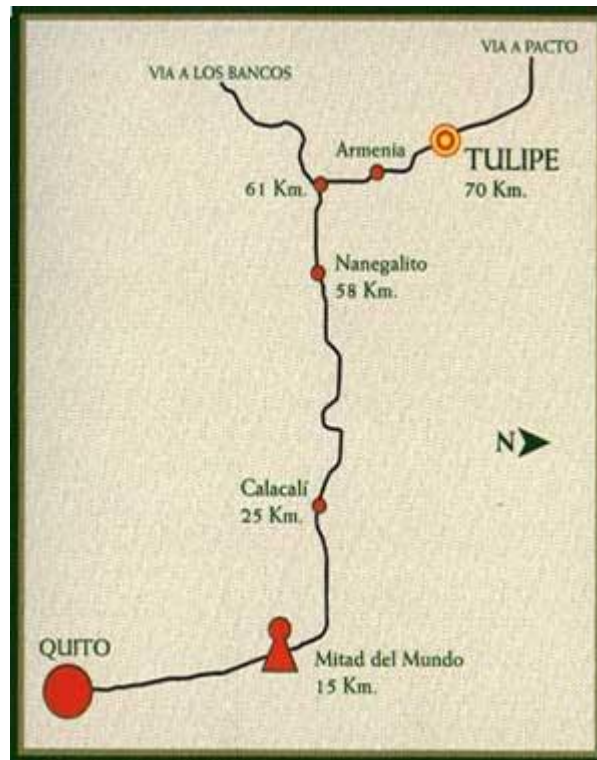 VIA A PACTO
VIA A LOS BANCOS
Armenia
TULIPE
70 Km.
61 Km.
Nanegalito
58 Km.
N
Calacalí
25 Km.
QUITO
Mitad del Mundo
15 Km.